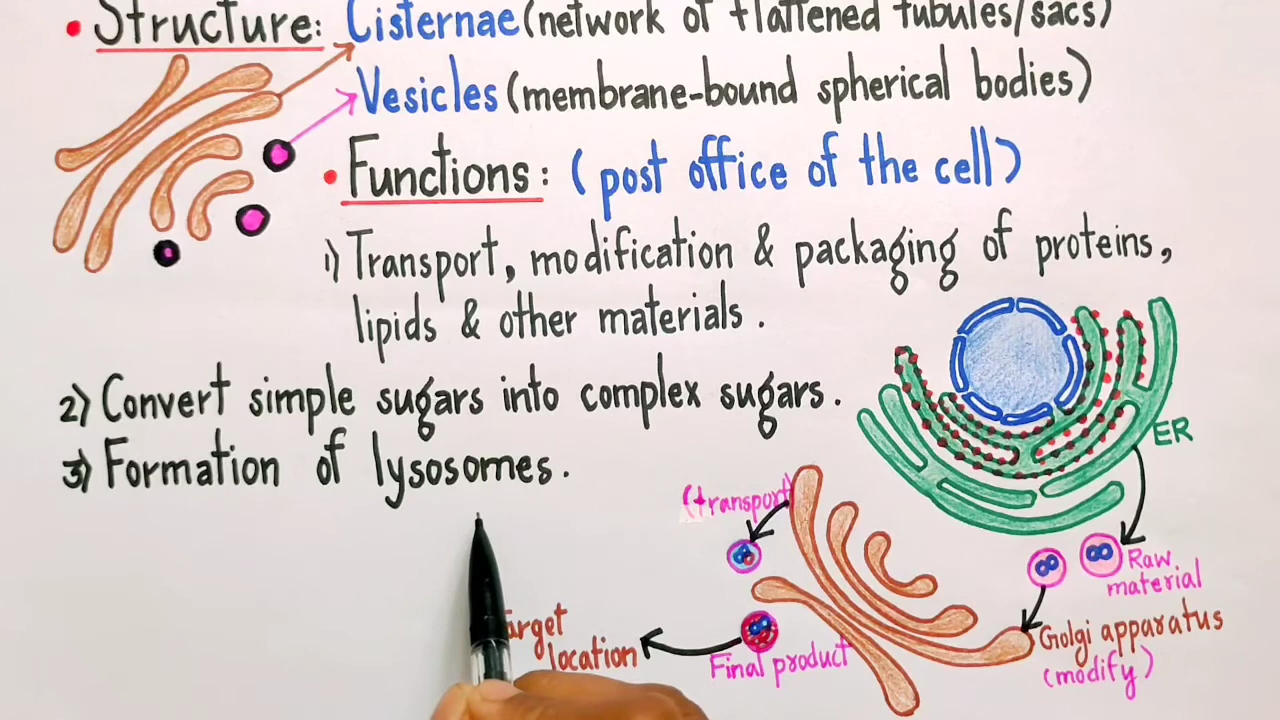 • Structure: Cisternae (network of flattened tubules/sacs)
Vesicles (membrane-bound spherical bodies)
• Functions: (post office of the cell)
1) Transport, modification & packaging of proteins,
lipids & other materials.
2) Convert simple sugars into complex sugars.
3) Formation of lysosomes.
ER
(transport
Raw
material
Golgi apparatus
(modify)
Final product
arget
location